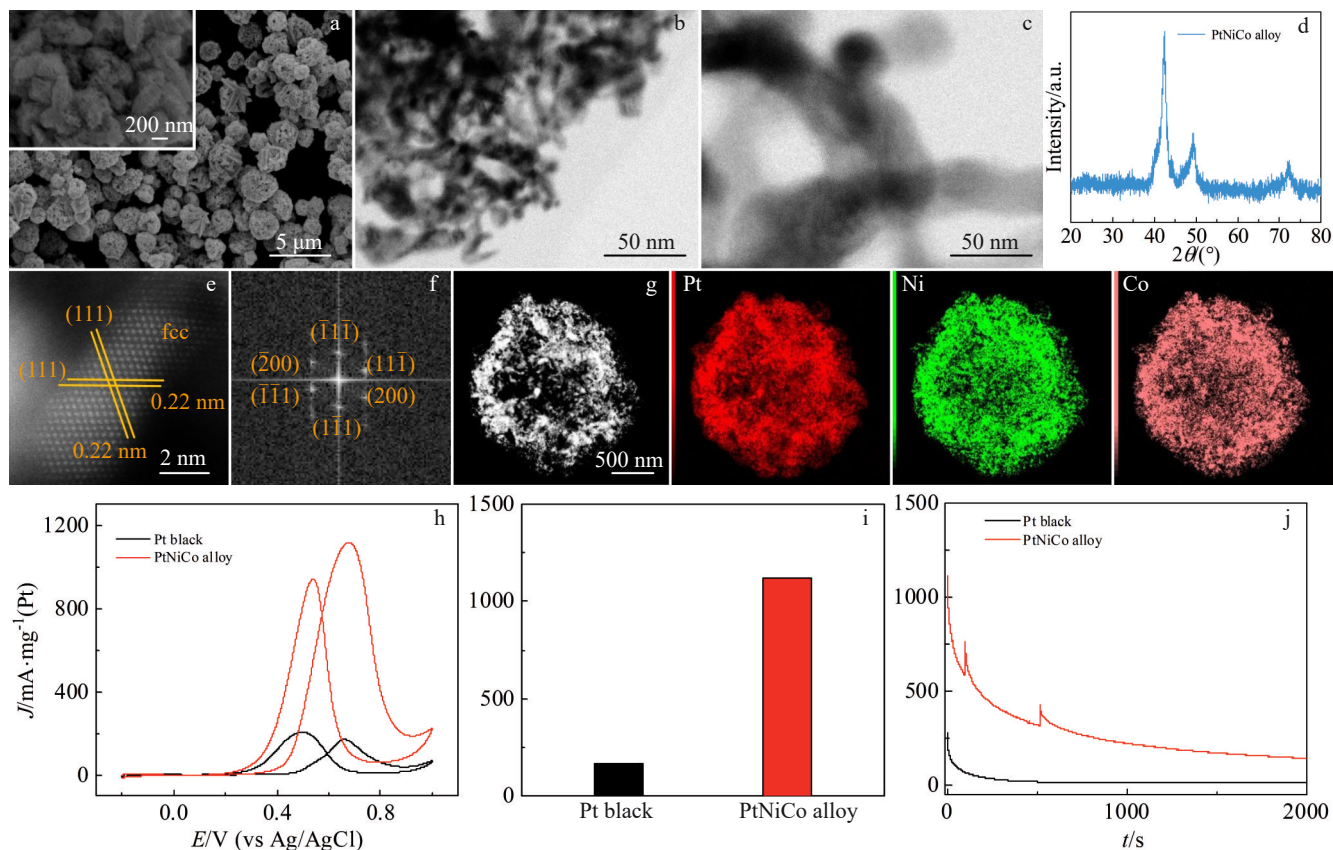 a
200 nm
5 μm
b
50 nm
c
50 nm
d
PtNiCo alloy
Intensity/a.u.
20 30 40 50 60 70 80
2θ/(°)
e
(111)
fcc
(111)
0.22 nm
0.22 nm
2 nm
f
(1̅11̅)
(2̅00)
(111̅)
(1̅1̅1)
(200)
(11̅1)
g
500 nm
Pt
Ni
Co
h
Pt black
PtNiCo alloy
J/mA·mg⁻¹(Pt)
1200
900
600
300
0
0.0 0.4 0.8
E/V (vs Ag/AgCl)
i
1500
1000
500
0
Pt black PtNiCo alloy
j
Pt black
PtNiCo alloy
1500
1000
500
0
0 1000 2000
t/s